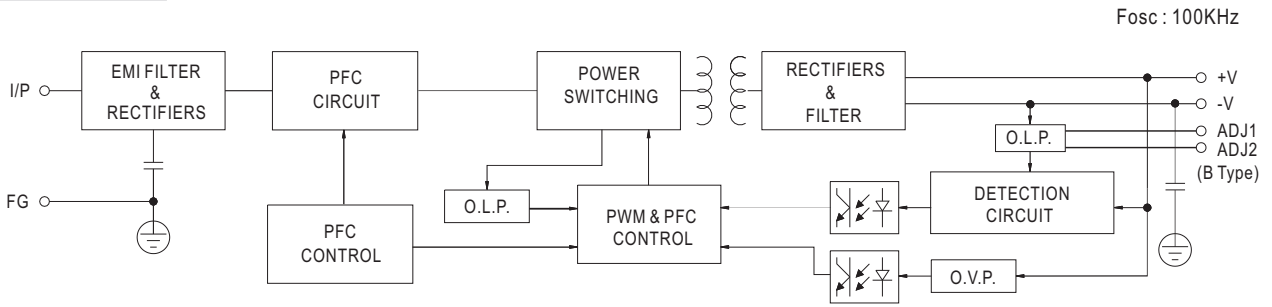 Fosc : 100KHz
I/P
EMI FILTER
&
RECTIFIERS
PFC
CIRCUIT
POWER
SWITCHING
RECTIFIERS
&
FILTER
+V
-V
O.L.P.
ADJ1
ADJ2
(B Type)
FG
PFC
CONTROL
O.L.P.
PWM & PFC
CONTROL
DETECTION
CIRCUIT
O.V.P.